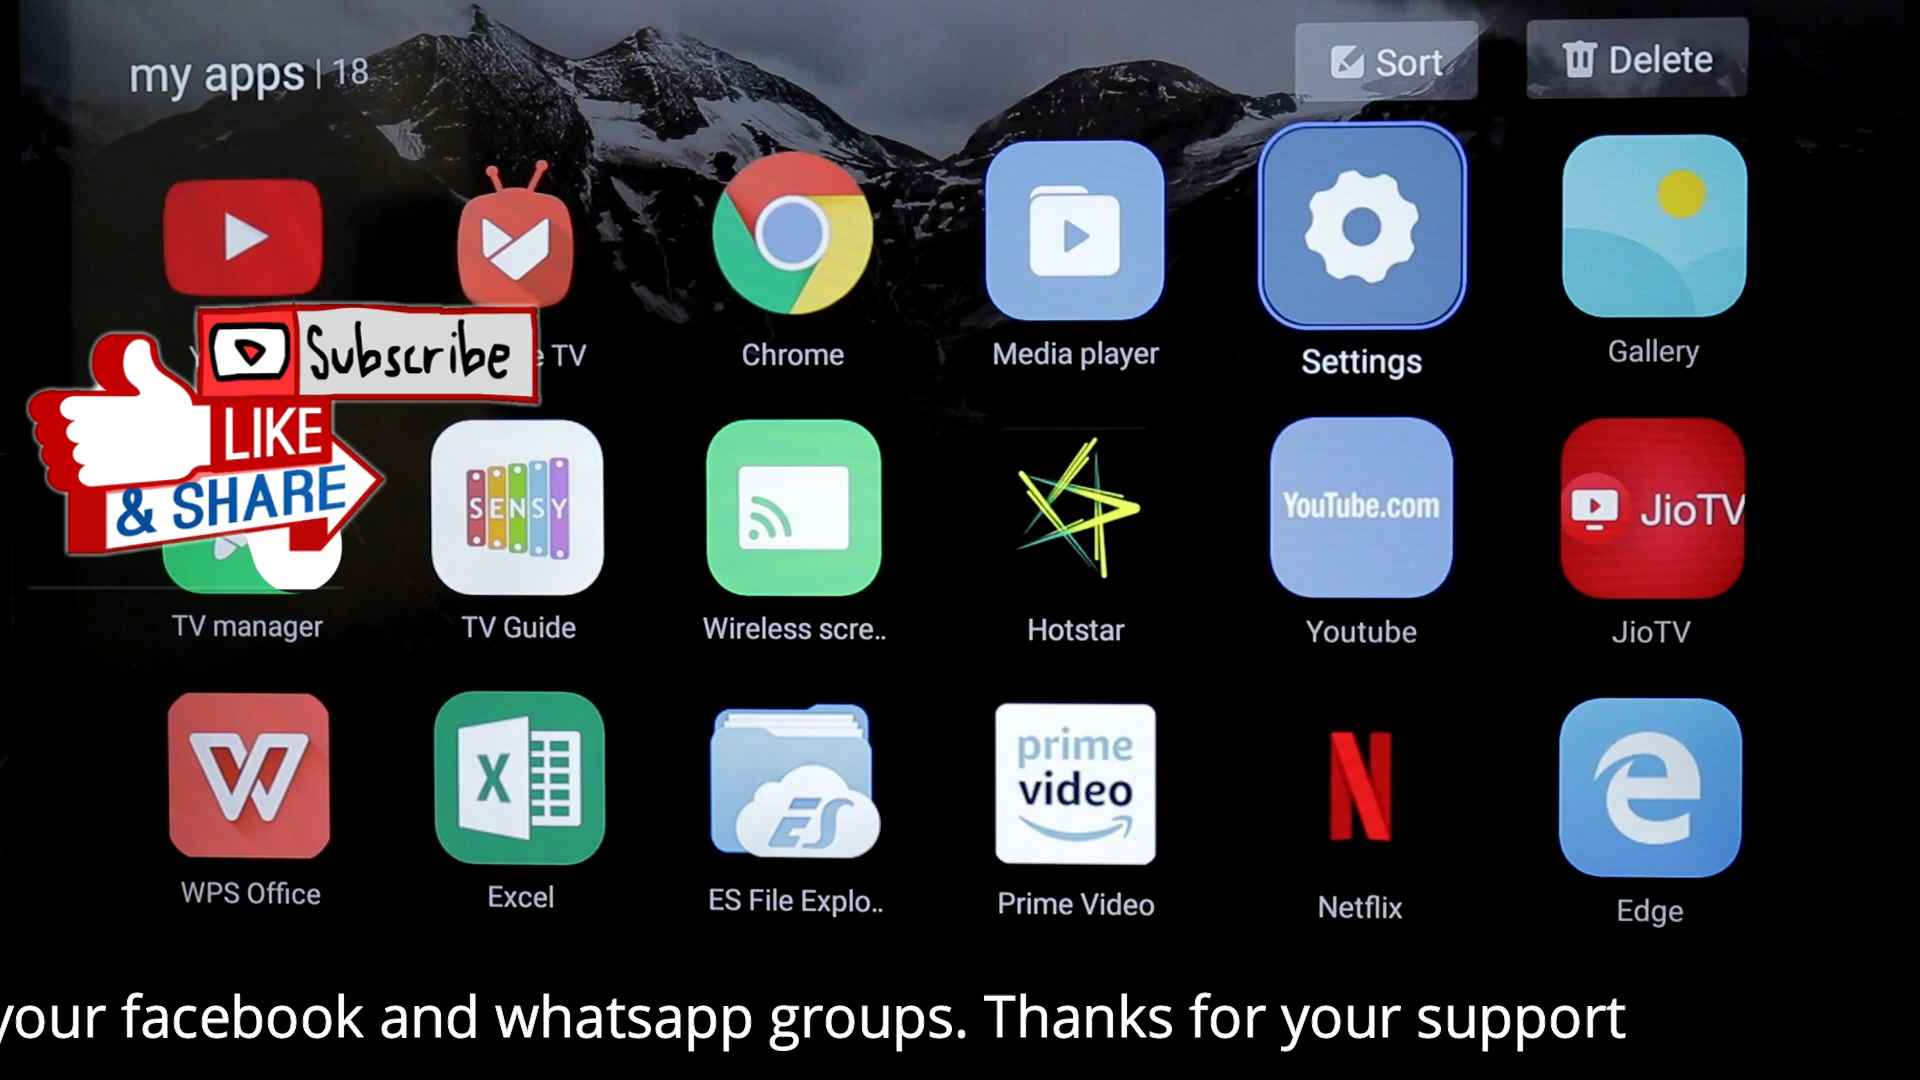 my apps | 18
Sort
Delete
Subscribe
e TV
Chrome
Media player
Settings
Gallery
LIKE
& SHARE
SENSY
YouTube.com
JioTV
TV manager
TV Guide
Wireless scre..
Hotstar
Youtube
JioTV
W
X
ES
prime
video
N
e
WPS Office
Excel
ES File Explo..
Prime Video
Netflix
Edge
your facebook and whatsapp groups. Thanks for your support